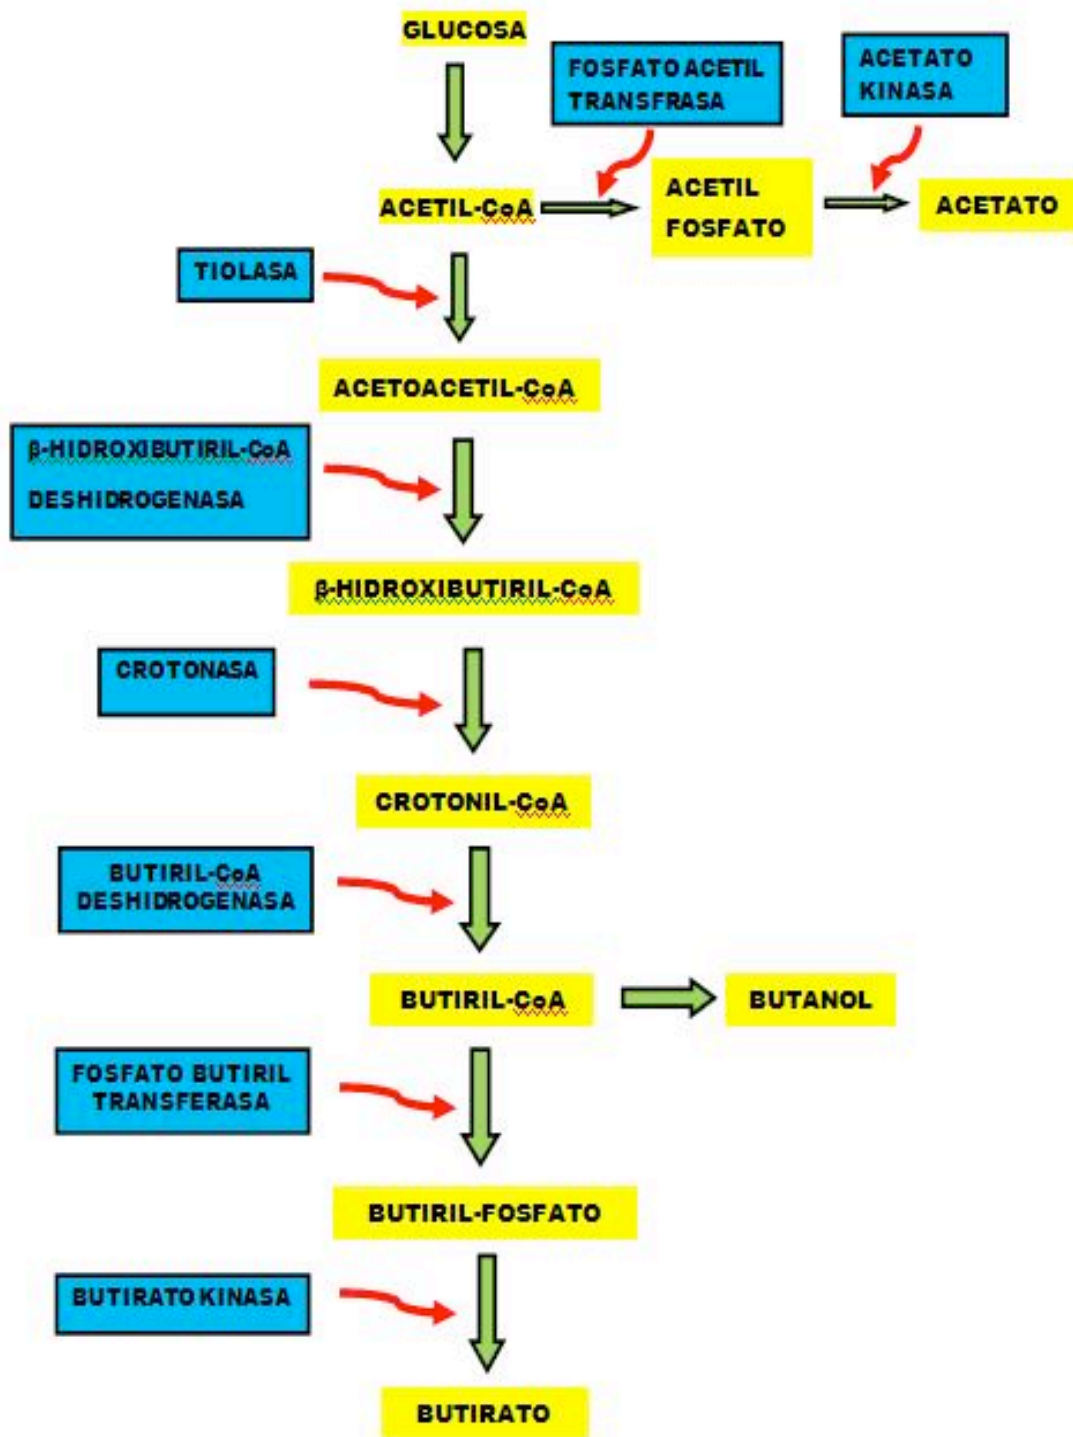 GLUCOSA
FOSFATO ACETIL
TRANSFRASA
ACETATO
KINASA
ACETIL-CoA
ACETIL
FOSFATO
ACETATO
TIOLASA
ACETOACETIL-CoA
β-HIDROXIBUTIRIL-CoA
DESHIDROGENASA
β-HIDROXIBUTIRIL-CoA
CROTONASA
CROTONIL-CoA
BUTIRIL-CoA
DESHIDROGENASA
BUTIRIL-CoA
BUTANOL
FOSFATO BUTIRIL
TRANSFERASA
BUTIRIL-FOSFATO
BUTIRATO KINASA
BUTIRATO